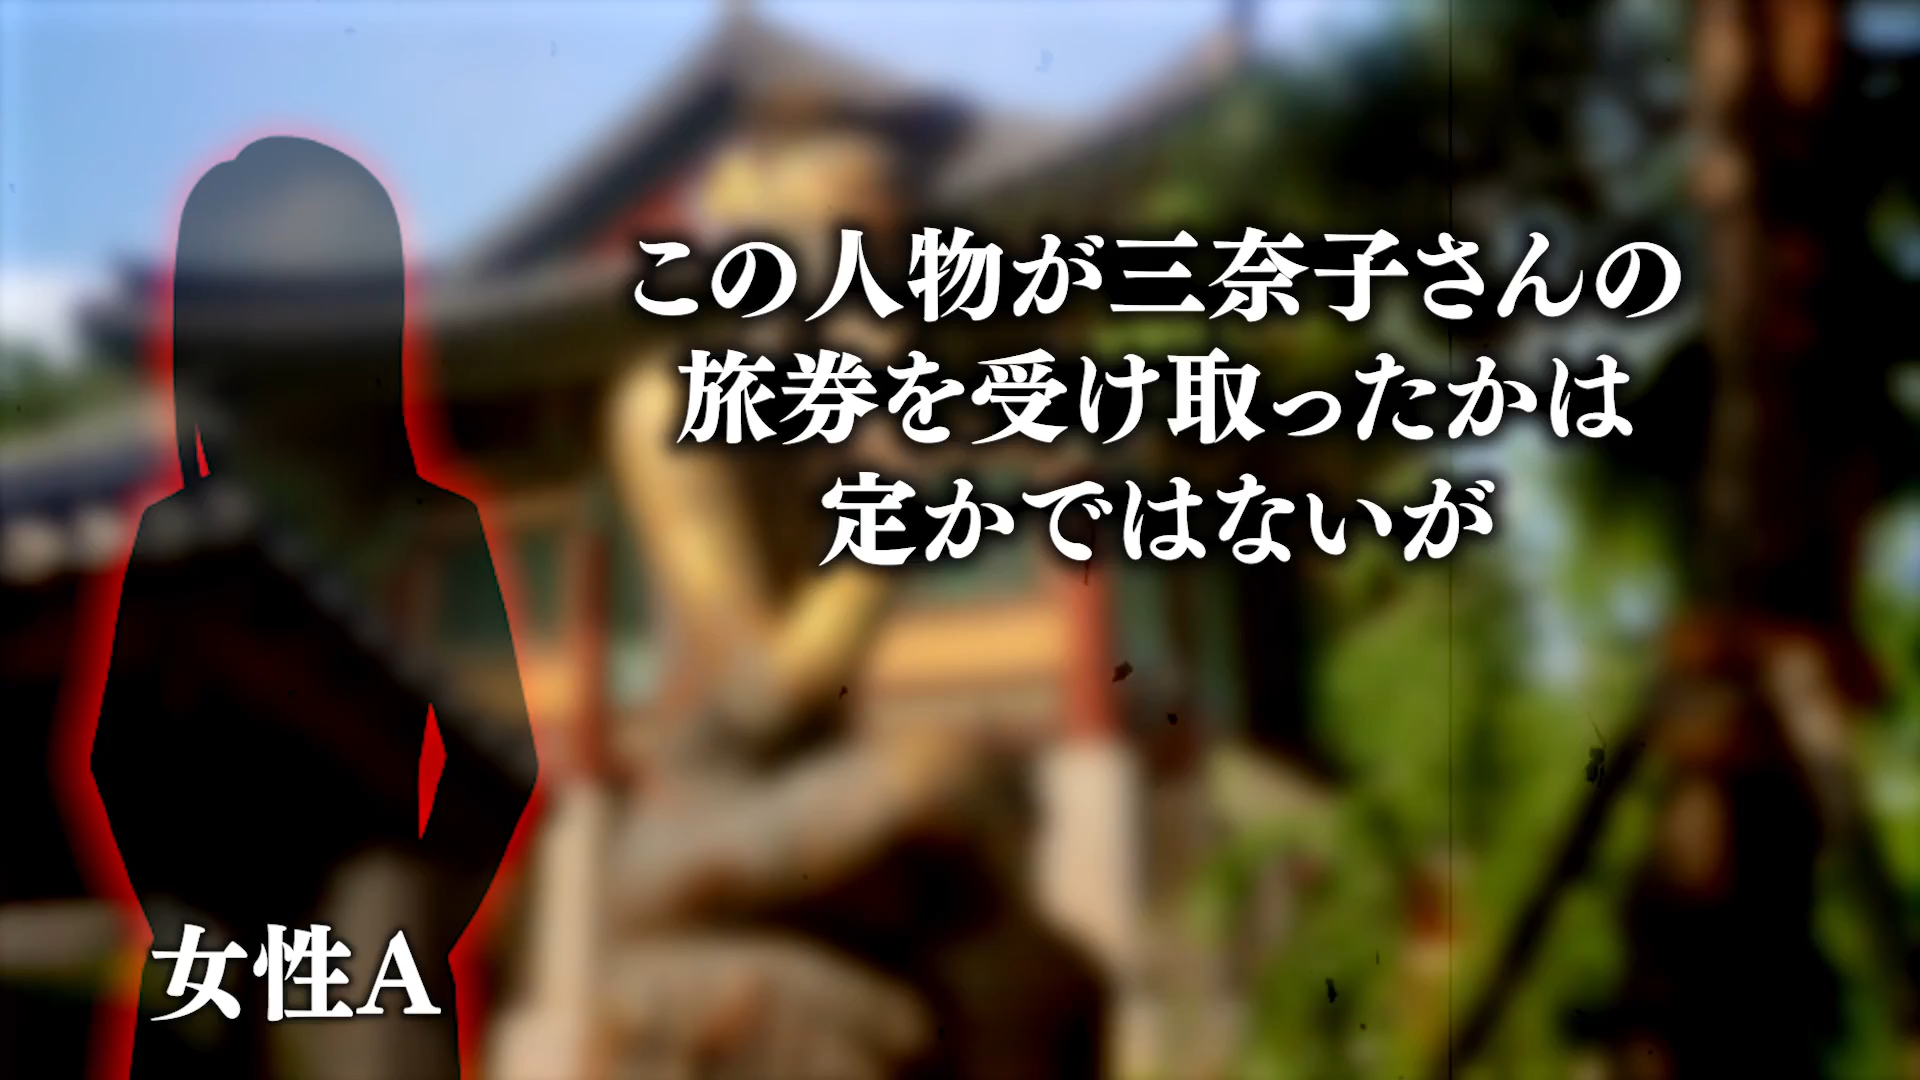 この人物が三奈子さんの
旅券を受け取ったかは
定かではないが
女性A